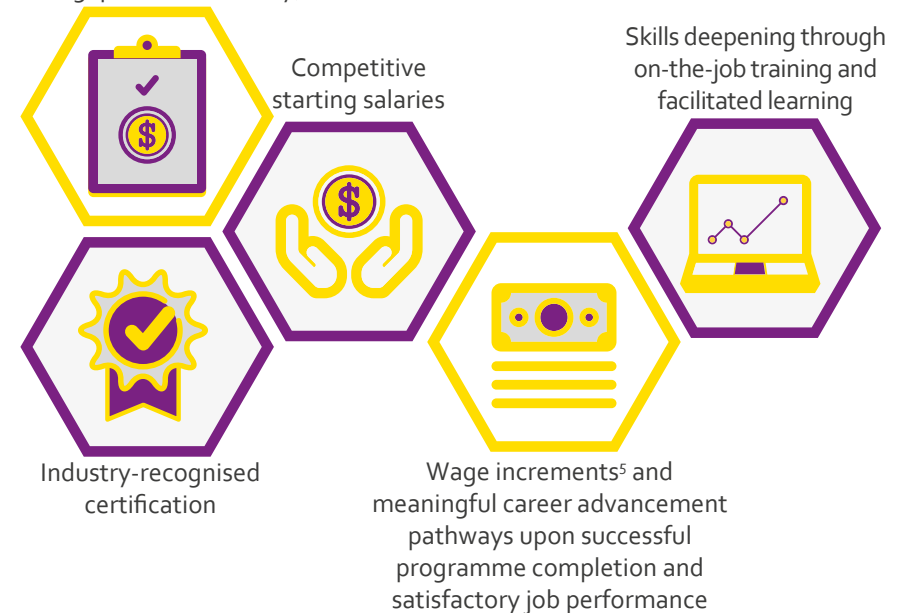 Competitive
starting salaries
Skills deepening through
on-the-job training and
facilitated learning
$
$
Industry-recognised
certification
Wage increments⁵ and
meaningful career advancement
pathways upon successful
programme completion and
satisfactory job performance